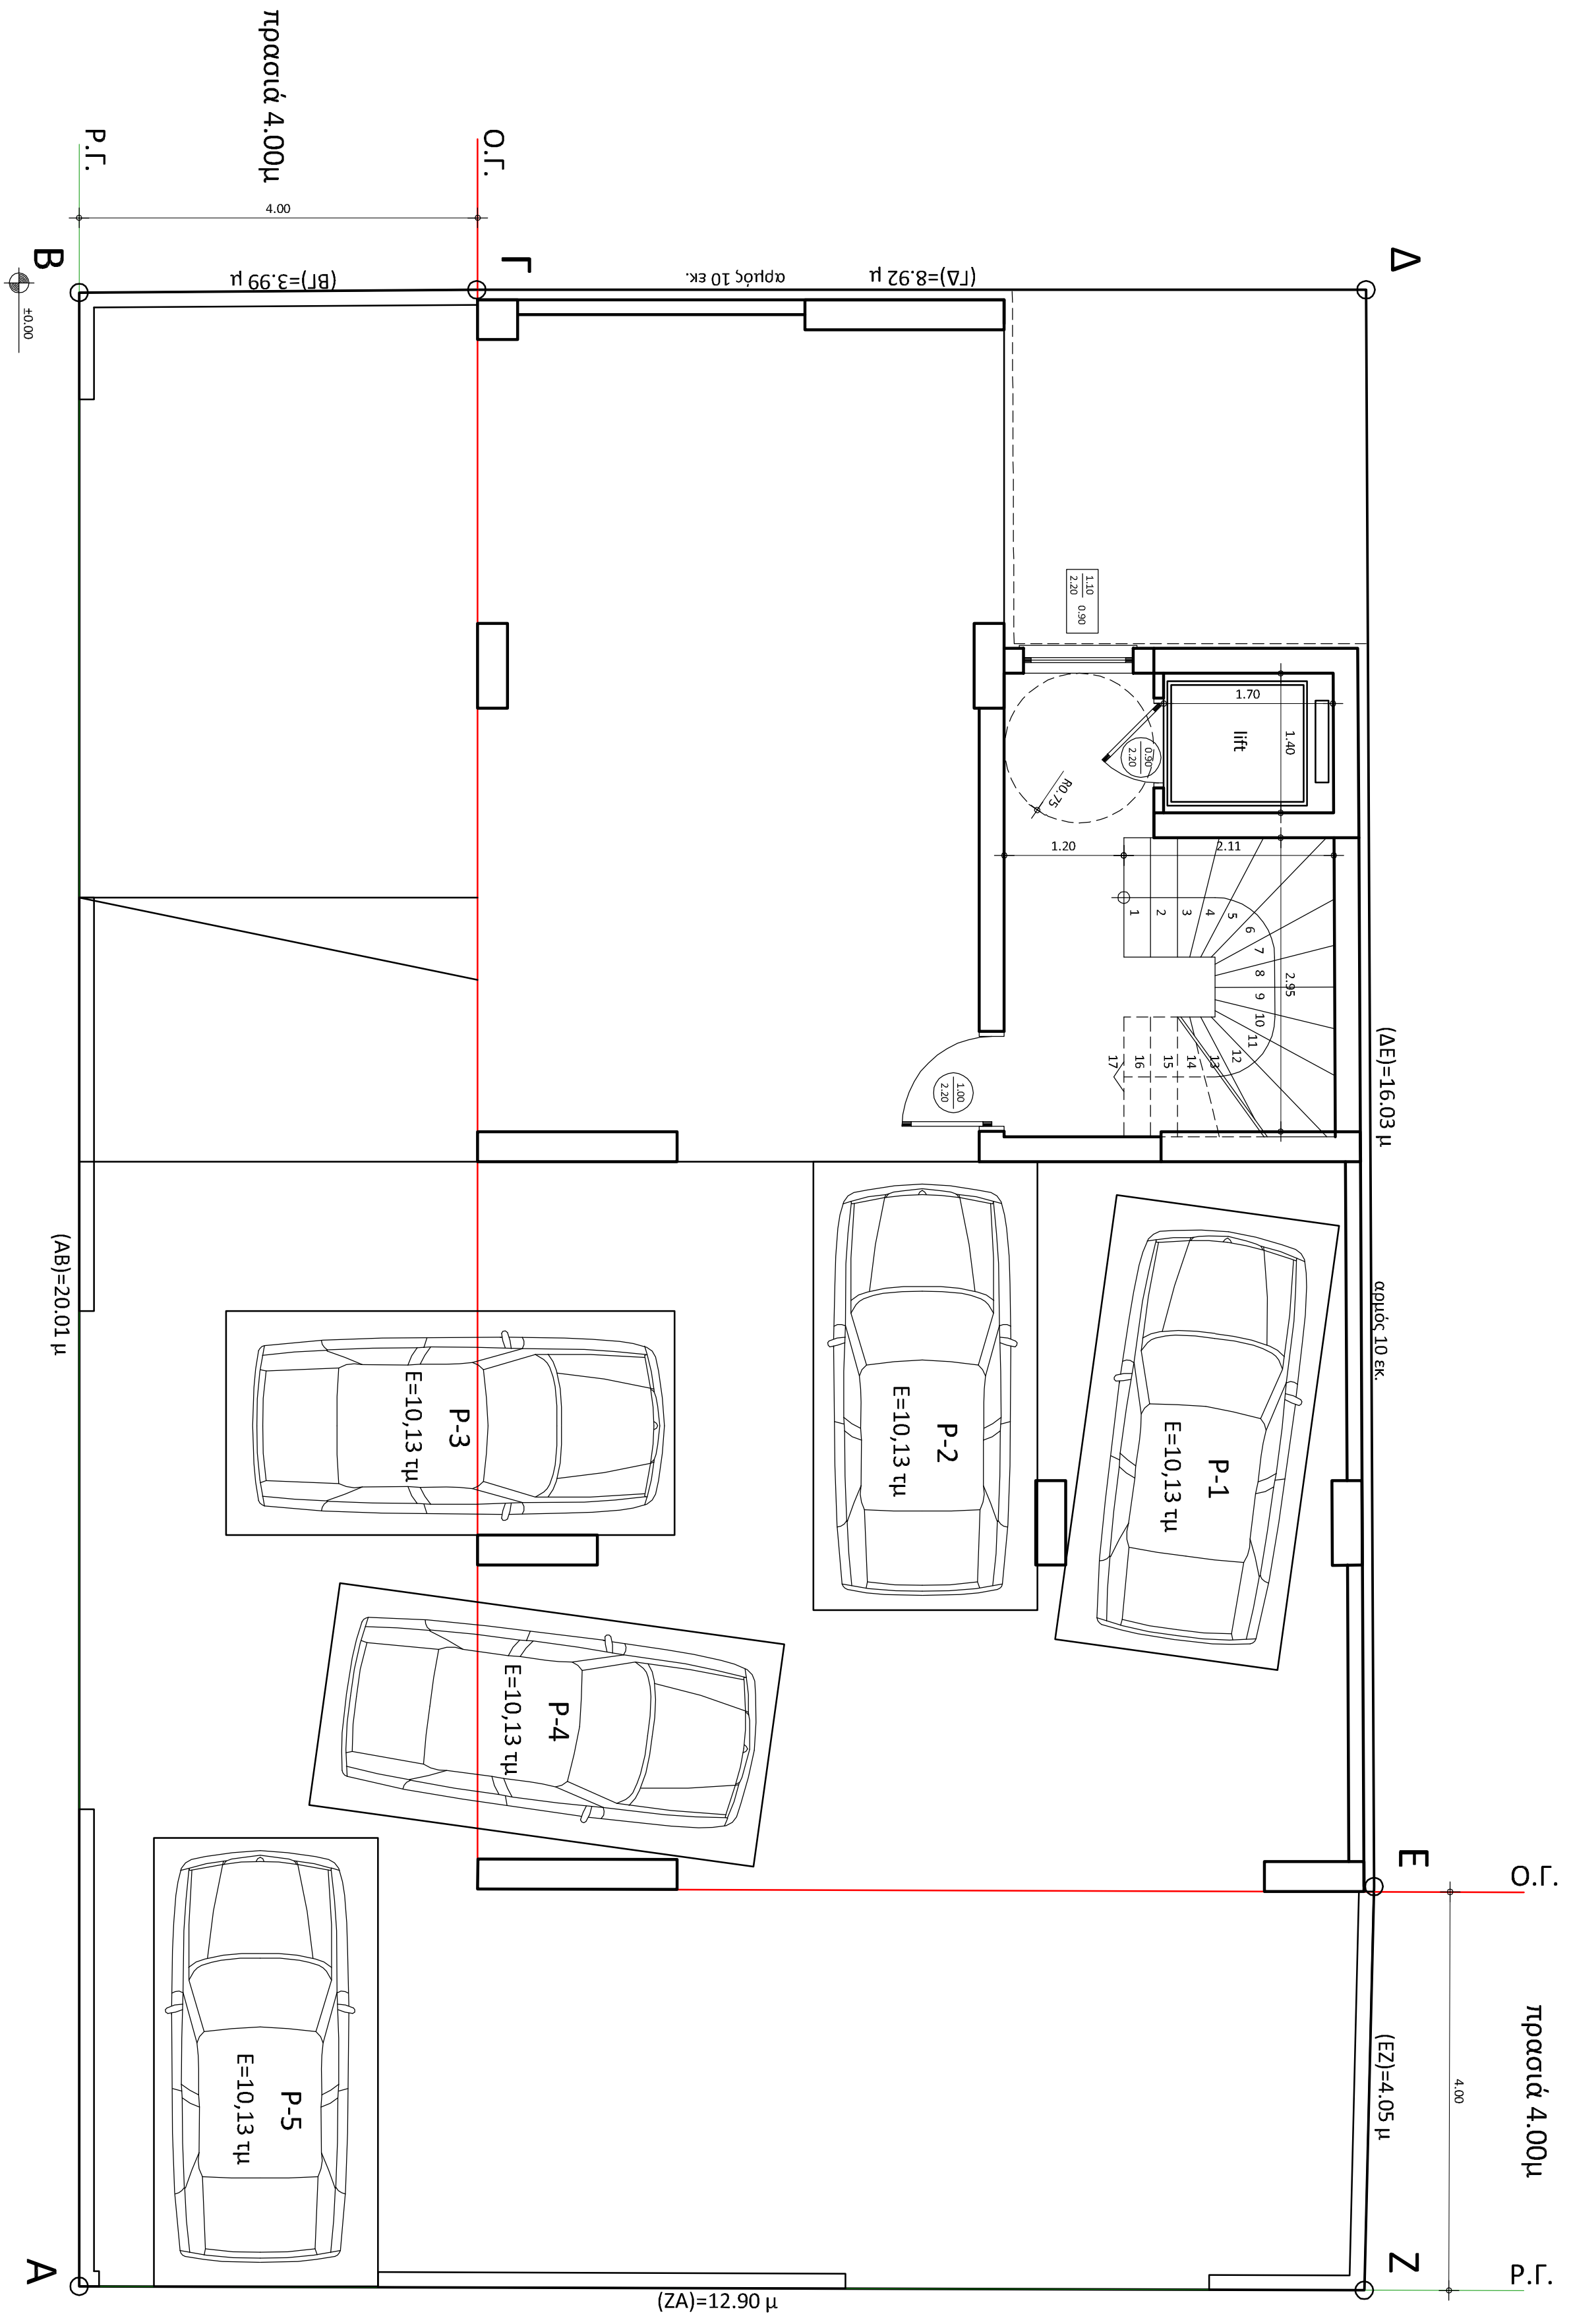 πρασιά 4.00μ
Ρ.Γ.
Ο.Γ.
4.00
Β
±0.00
(ΒΓ)=3.99 μ
Γ
αρμός 10 εκ.
(ΓΔ)=8.92 μ
Δ
1.10
2.20
0.90
1.70
1.40
lift
0.90
2.20
R0.75
1.20
2.11
1
2
3
4
5
6
7
8
9
10
11
12
13
14
15
16
17
2.95
1.00
2.20
(ΔΕ)=16.03 μ
αρμός 10 εκ.
(ΑΒ)=20.01 μ
P-1
E=10,13 τμ
P-2
E=10,13 τμ
P-3
E=10,13 τμ
P-4
E=10,13 τμ
P-5
E=10,13 τμ
Ε
Ο.Γ.
πρασιά 4.00μ
(ΕΖ)=4.05 μ
4.00
Ζ
Ρ.Γ.
Α
(ΖΑ)=12.90 μ